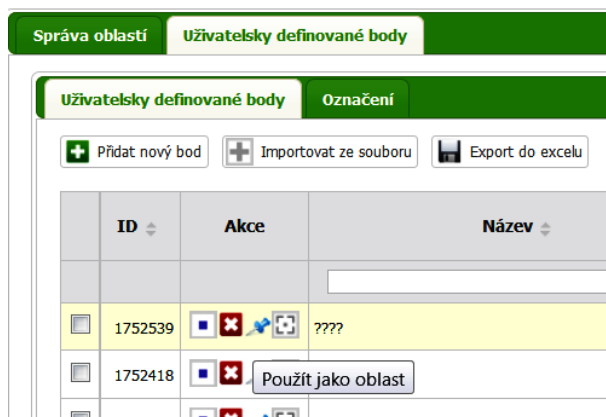 Správa oblastí Uživatelsky definované body
Uživatelsky definované body Označení
Přidat nový bod Importovat ze souboru Export do excelu
ID Akce Název
1752539 ????
1752418
Použít jako oblast